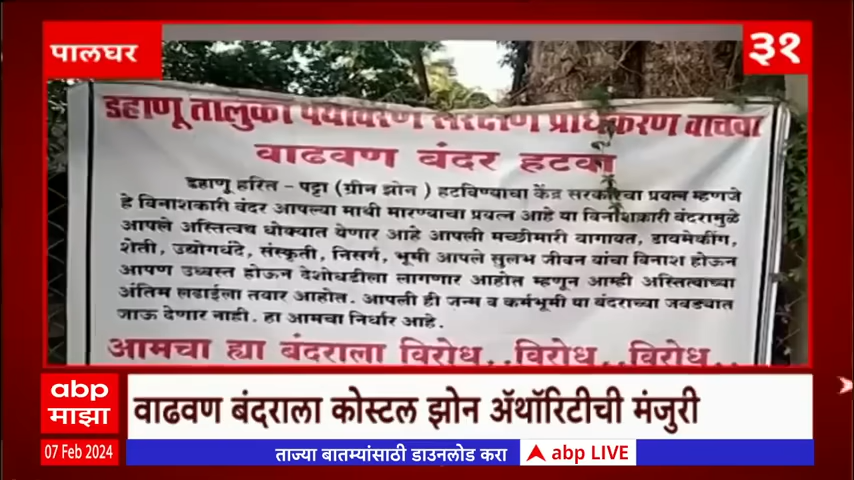 पालघर
३१
डहाणू तालुका पर्यावरण संरक्षण प्राधिकरण वाचवा
वाढवण बंदर हटवा
डहाणू हरित - पट्टा (ग्रीन झोन) हटविण्याचा केंद्र सरकारचा प्रयत्न म्हणजे
हे विनाशकारी बंदर आपल्या माथी मारण्याचा प्रयत्न आहे या विनाशकारी बंदरामुळे
आपले अस्तित्वच धोक्यात येणार आहे आपली मच्छीमारी बागायत, डायमेकींग,
शेती, उद्योगधंदे, संस्कृती, निसर्ग, भूमी आपले सुलभ जीवन यांचा विनाश होऊन
आपण उध्वस्त होऊन देशोधडीला लागणार आहोत म्हणून आम्ही अस्तित्वाच्या
अंतिम लढाईला तयार आहोत. आपली ही जन्म व कर्मभूमी या बंदराच्या जबड्यात
जाऊ देणार नाही. हा आमचा निर्धार आहे.
आमचा ह्या बंदराला विरोध..विरोध..विरोध..
abp
माझा
वाढवण बंदराला कोस्टल झोन ॲथॉरिटीची मंजुरी
07 Feb 2024
ताज्या बातम्यांसाठी डाउनलोड करा
abp LIVE